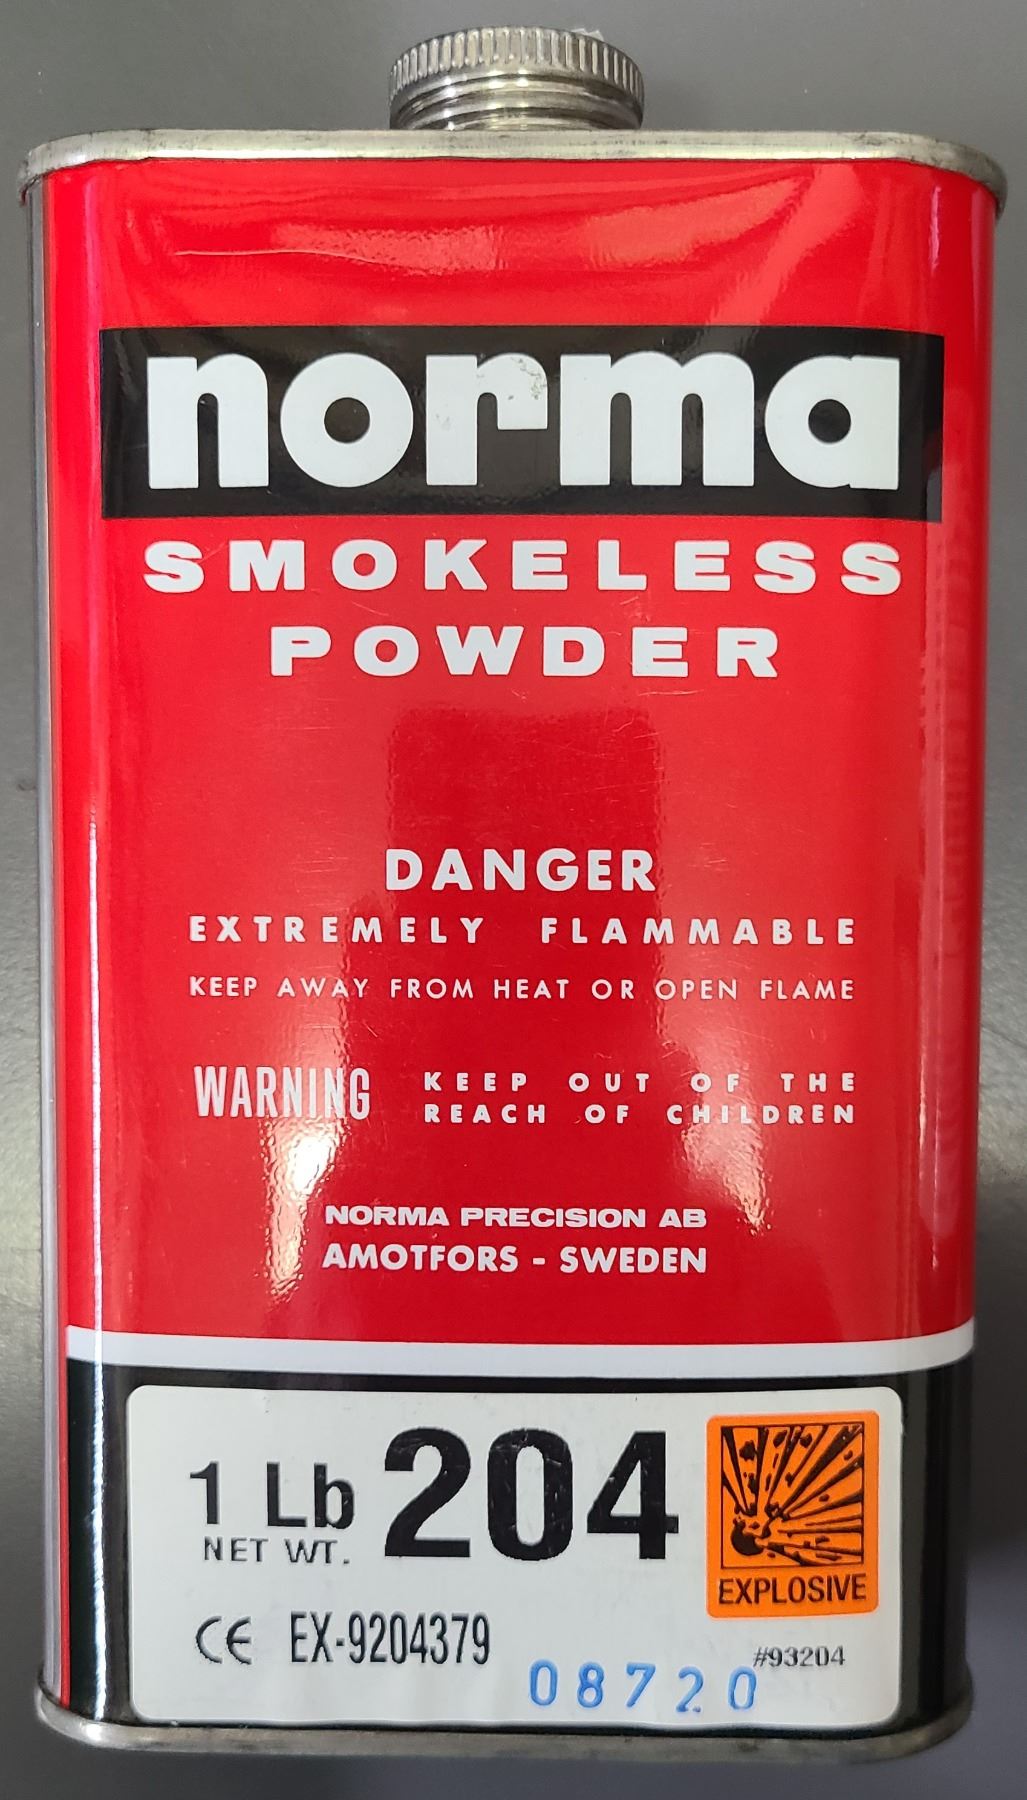 norma
SMOKELESS
POWDER
DANGER
EXTREMELY FLAMMABLE
KEEP AWAY FROM HEAT OR OPEN FLAME
WARNING KEEP OUT OF THE
REACH OF CHILDREN
NORMA PRECISION AB
AMOTFORS - SWEDEN
1 Lb 204
NET WT.
EXPLOSIVE
CE EX-9204379
#93204
08720